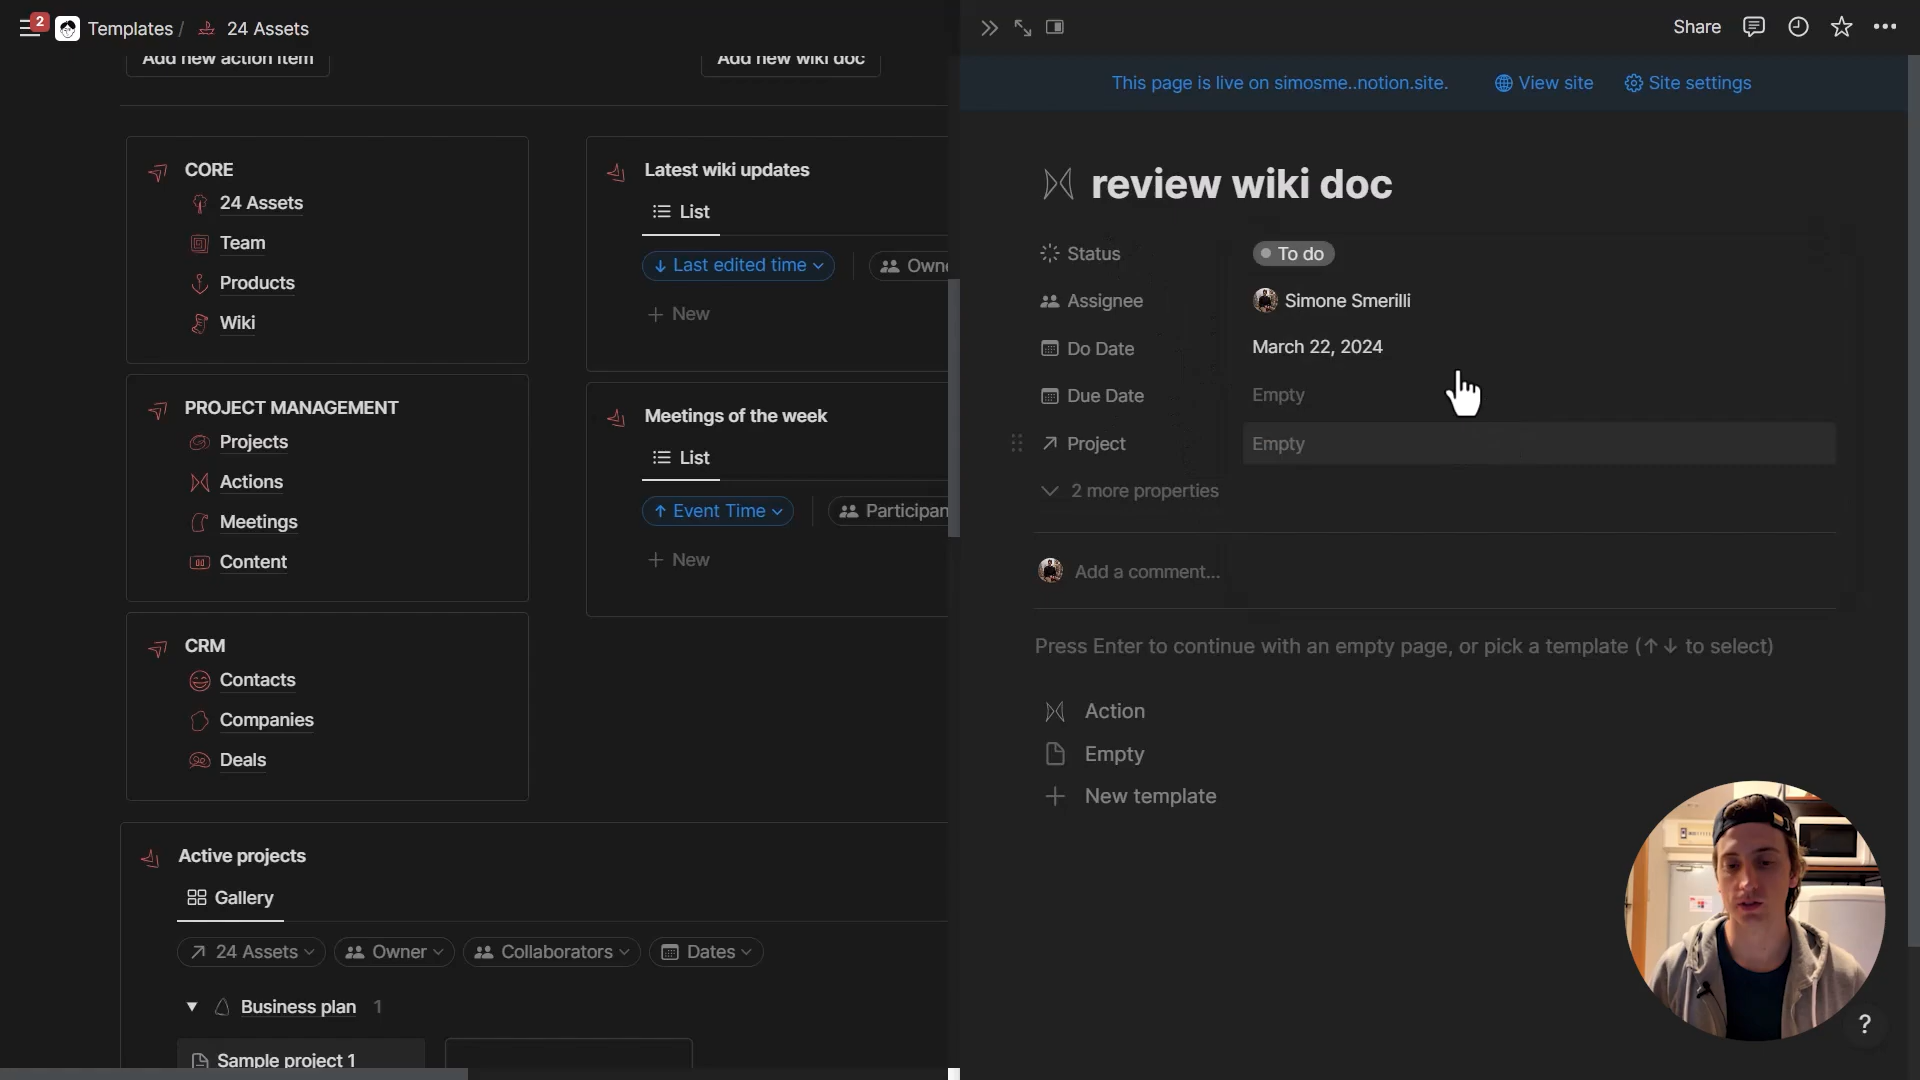 2
Templates / 24 Assets
Add new action item
Add new wiki doc
CORE
24 Assets
Team
Products
Wiki
PROJECT MANAGEMENT
Projects
Actions
Meetings
Content
CRM
Contacts
Companies
Deals
Latest wiki updates
List
Last edited time
Owne
New
Meetings of the week
List
Event Time
Participan
New
Active projects
Gallery
24 Assets Owner Collaborators Dates
Business plan 1
Sample project 1
Share
This page is live on simosme..notion.site. View site Site settings
review wiki doc
Status To do
Assignee Simone Smerilli
Do Date March 22, 2024
Due Date Empty
Project Empty
2 more properties
Add a comment...
Press Enter to continue with an empty page, or pick a template (↑↓ to select)
Action
Empty
New template
?